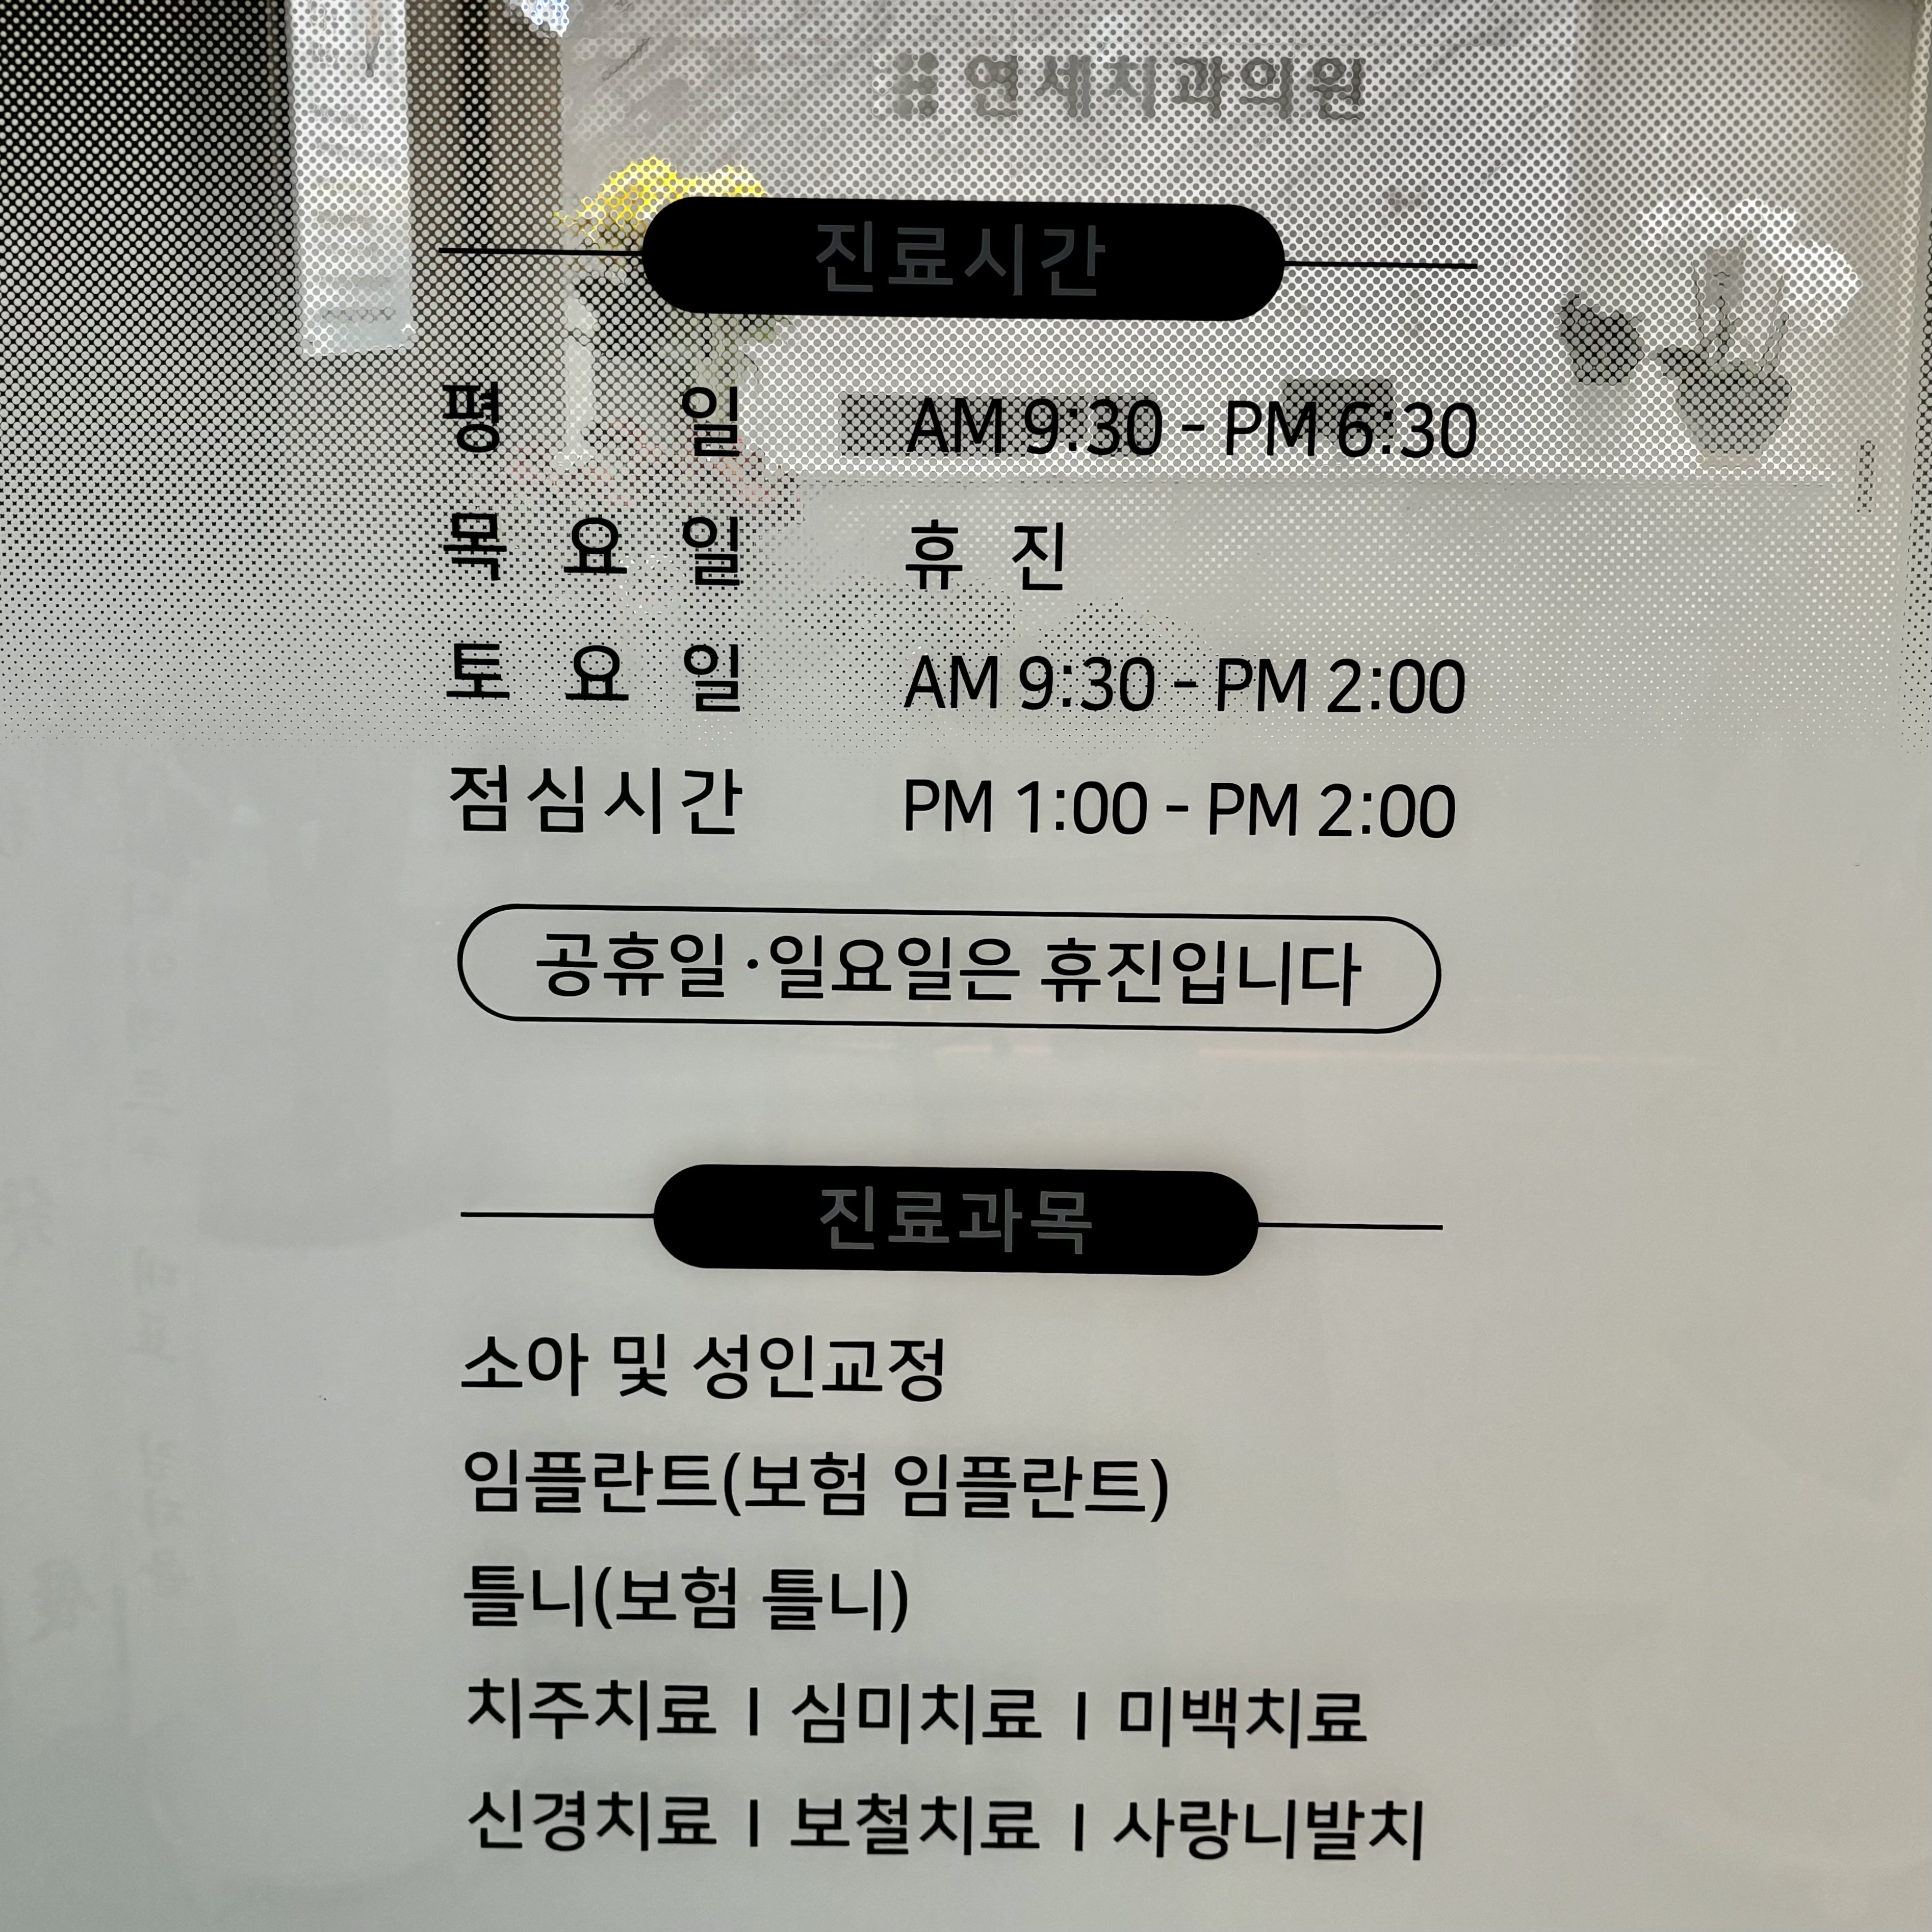 연세치과의원
진료시간
평 일 AM 9:30 - PM 6:30
목 요 일 휴 진
토 요 일 AM 9:30 - PM 2:00
점심시간 PM 1:00 - PM 2:00
공휴일·일요일은 휴진입니다
진료과목
소아 및 성인교정
임플란트(보험 임플란트)
틀니(보험 틀니)
치주치료 I 심미치료 I 미백치료
신경치료 I 보철치료 I 사랑니발치